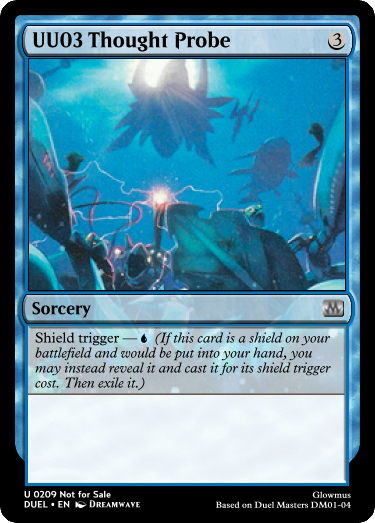 UU03 Thought Probe 3
Sorcery
Shield trigger — (If this card is a shield on your
battlefield and would be put into your hand, you
may instead reveal it and cast it for its shield trigger
cost. Then exile it.)
U 0209 Not for Sale
DUEL • EN Dreamwave
Glowmus
Based on Duel Masters DM01-04